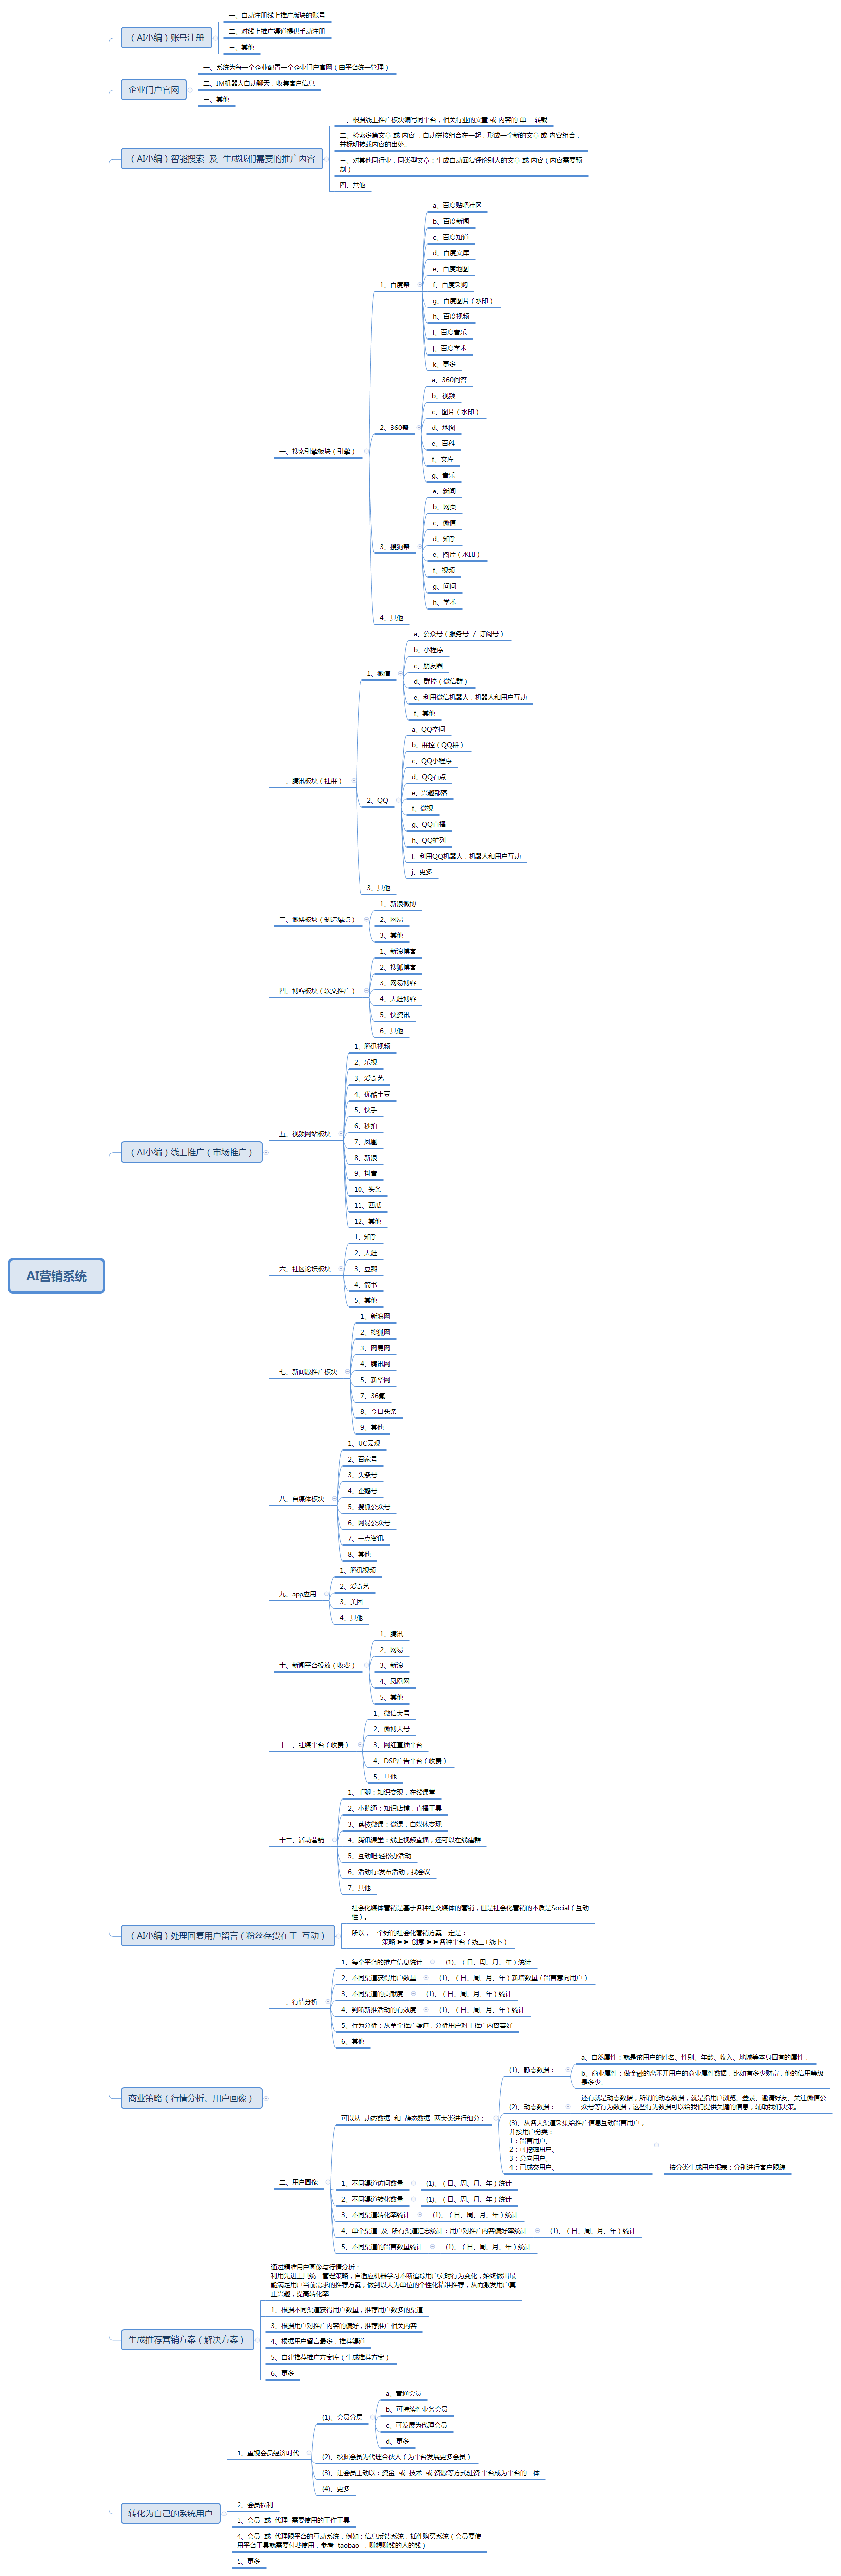 AI营销系统
（AI小编）账号注册
一、自动注册线上推广版块的账号
二、对线上推广渠道提供手动注册
三、其他
企业门户官网
一、系统为每一个企业配置一个企业门户官网（由平台统一管理）
二、IM机器人自动聊天，收集客户信息
三、其他
（AI小编）智能搜索 及 生成我们需要的推广内容
一、根据线上推广板块编写同平台，相关行业的文章 或 内容的 单一 转载
二、检索多篇文章 或 内容 ，自动拼接组合在一起，形成一个新的文章 或 内容组合，
并标明转载内容的出处。
三、对其他同行业，同类型文章：生成自动回复评论别人的文章 或 内容（内容需要预
制）
四、其他
（AI小编）线上推广（市场推广）
一、搜索引擎板块（引擎）
1、百度帮
a、百度贴吧社区
b、百度新闻
c、百度知道
d、百度文库
e、百度地图
f、百度采购
g、百度图片（水印）
h、百度视频
i、百度音乐
j、百度学术
k、更多
2、360帮
a、360问答
b、视频
c、图片（水印）
d、地图
e、百科
f、文库
g、音乐
3、搜狗帮
a、新闻
b、网页
c、微信
d、知乎
e、图片（水印）
f、视频
g、问问
h、学术
4、其他
二、腾讯板块（社群）
1、微信
a、公众号（服务号 / 订阅号）
b、小程序
c、朋友圈
d、群控（微信群）
e、利用微信机器人，机器人和用户互动
f、其他
2、QQ
a、QQ空间
b、群控（QQ群）
c、QQ小程序
d、QQ看点
e、兴趣部落
f、微视
g、QQ直播
h、QQ扩列
i、利用QQ机器人，机器人和用户互动
j、更多
3、其他
三、微博板块（制造爆点）
1、新浪微博
2、网易
3、其他
四、博客板块（软文推广）
1、新浪博客
2、搜狐博客
3、网易博客
4、天涯博客
5、快资讯
6、其他
五、视频网站板块
1、腾讯视频
2、乐视
3、爱奇艺
4、优酷土豆
5、快手
6、秒拍
7、凤凰
8、新浪
9、抖音
10、头条
11、西瓜
12、其他
六、社区论坛板块
1、知乎
2、天涯
3、豆瓣
4、简书
5、其他
七、新闻源推广板块
1、新浪网
2、搜狐网
3、网易网
4、腾讯网
5、新华网
7、36氪
8、今日头条
9、其他
八、自媒体板块
1、UC云观
2、百家号
3、头条号
4、企鹅号
5、搜狐公众号
6、网易公众号
7、一点资讯
8、其他
九、app应用
1、腾讯视频
2、爱奇艺
3、美团
4、其他
十、新闻平台投放（收费）
1、腾讯
2、网易
3、新浪
4、凤凰网
5、其他
十一、社媒平台（收费）
1、微信大号
2、微博大号
3、网红直播平台
4、DSP广告平台（收费）
5、其他
十二、活动营销
1、千聊：知识变现，在线课堂
2、小鹅通：知识店铺，直播工具
3、荔枝微课：微课，自媒体变现
4、腾讯课堂：线上视频直播，还可以在线建群
5、互动吧:轻松办活动
6、活动行:发布活动，找会议
7、其他
（AI小编）处理回复用户留言（粉丝存货在于 互动）
社会化媒体营销是基于各种社交媒体的营销，但是社会化营销的本质是Social（互动
性）。
所以，一个好的社会化营销方案一定是：
策略 ➤➤ 创意 ➤➤各种平台（线上+线下）
商业策略（行情分析、用户画像）
一、行情分析
1、每个平台的推广信息统计
(1)、（日、周、月、年）统计
2、不同渠道获得用户数量
(1)、（日、周、月、年）新增数量（留言意向用户）
3、不同渠道的贡献度
(1)、（日、周、月、年）统计
4、判断新推活动的有效度
(1)、（日、周、月、年）统计
5、行为分析：从单个推广渠道，分析用户对于推广内容喜好
6、其他
二、用户画像
可以从 动态数据 和 静态数据 两大类进行细分：
(1)、静态数据：
a、自然属性：就是该用户的姓名、性别、年龄、收入、地域等本身固有的属性，
b、商业属性：做金融的离不开用户的商业属性数据，比如有多少财富，他的信用等级
是多少。
(2)、动态数据：
还有就是动态数据，所谓的动态数据，就是指用户浏览、登录、邀请好友、关注微信公
众号等行为数据，这些行为数据可以给我们提供关键的信息，辅助我们决策。
(3)、从各大渠道采集给推广信息互动留言用户，
并按用户分类：
1：留言用户、
2：可挖掘用户、
3：意向用户、
4：已成交用户、
按分类生成用户报表：分别进行客户跟踪
1、不同渠道访问数量
(1)、（日、周、月、年）统计
2、不同渠道转化数量
(1)、（日、周、月、年）统计
3、不同渠道转化率统计
(1)、（日、周、月、年）统计
4、单个渠道 及 所有渠道汇总统计：用户对推广内容偏好率统计
(1)、（日、周、月、年）统计
5、不同渠道的留言数量统计
(1)、（日、周、月、年）统计
生成推荐营销方案（解决方案）
通过精准用户画像与行情分析：
利用先进工具统一管理策略，自适应机器学习不断追踪用户实时行为变化，始终做出最
能满足用户当前需求的推荐方案，做到以天为单位的个性化精准推荐，从而激发用户真
正兴趣，提高转化率
1、根据不同渠道获得用户数量，推荐用户数多的渠道
3、根据用户对推广内容的偏好，推荐推广相关内容
4、根据用户留言最多，推荐渠道
5、自建推荐推广方案库（生成推荐方案）
6、更多
转化为自己的系统用户
1、重视会员经济时代
(1)、会员分层
a、普通会员
b、可持续性业务会员
c、可发展为代理会员
d、更多
(2)、挖掘会员为代理合伙人（为平台发展更多会员）
(3)、让会员主动以：资金 或 技术 或 资源等方式驻资 平台成为平台的一体
(4)、更多
2、会员福利
3、会员 或 代理 需要使用的工作工具
4、会员 或 代理跟平台的互动系统，例如：信息反馈系统，插件购买系统（会员要使
用平台工具就需要付费使用，参考 taobao ，赚想赚钱的人的钱）
5、更多